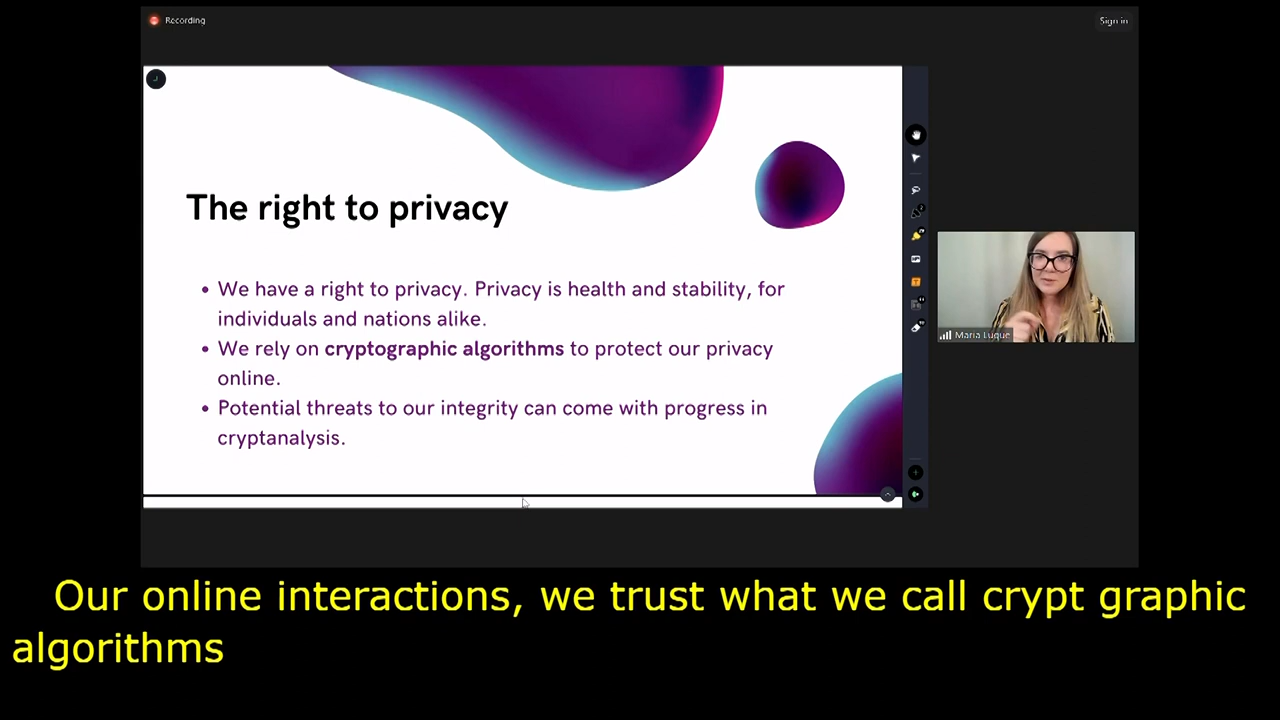 Recording
Sign in
The right to privacy
• We have a right to privacy. Privacy is health and stability, for
individuals and nations alike.
• We rely on cryptographic algorithms to protect our privacy
online.
• Potential threats to our integrity can come with progress in
cryptanalysis.
Maria Luque
Our online interactions, we trust what we call crypt graphic
algorithms